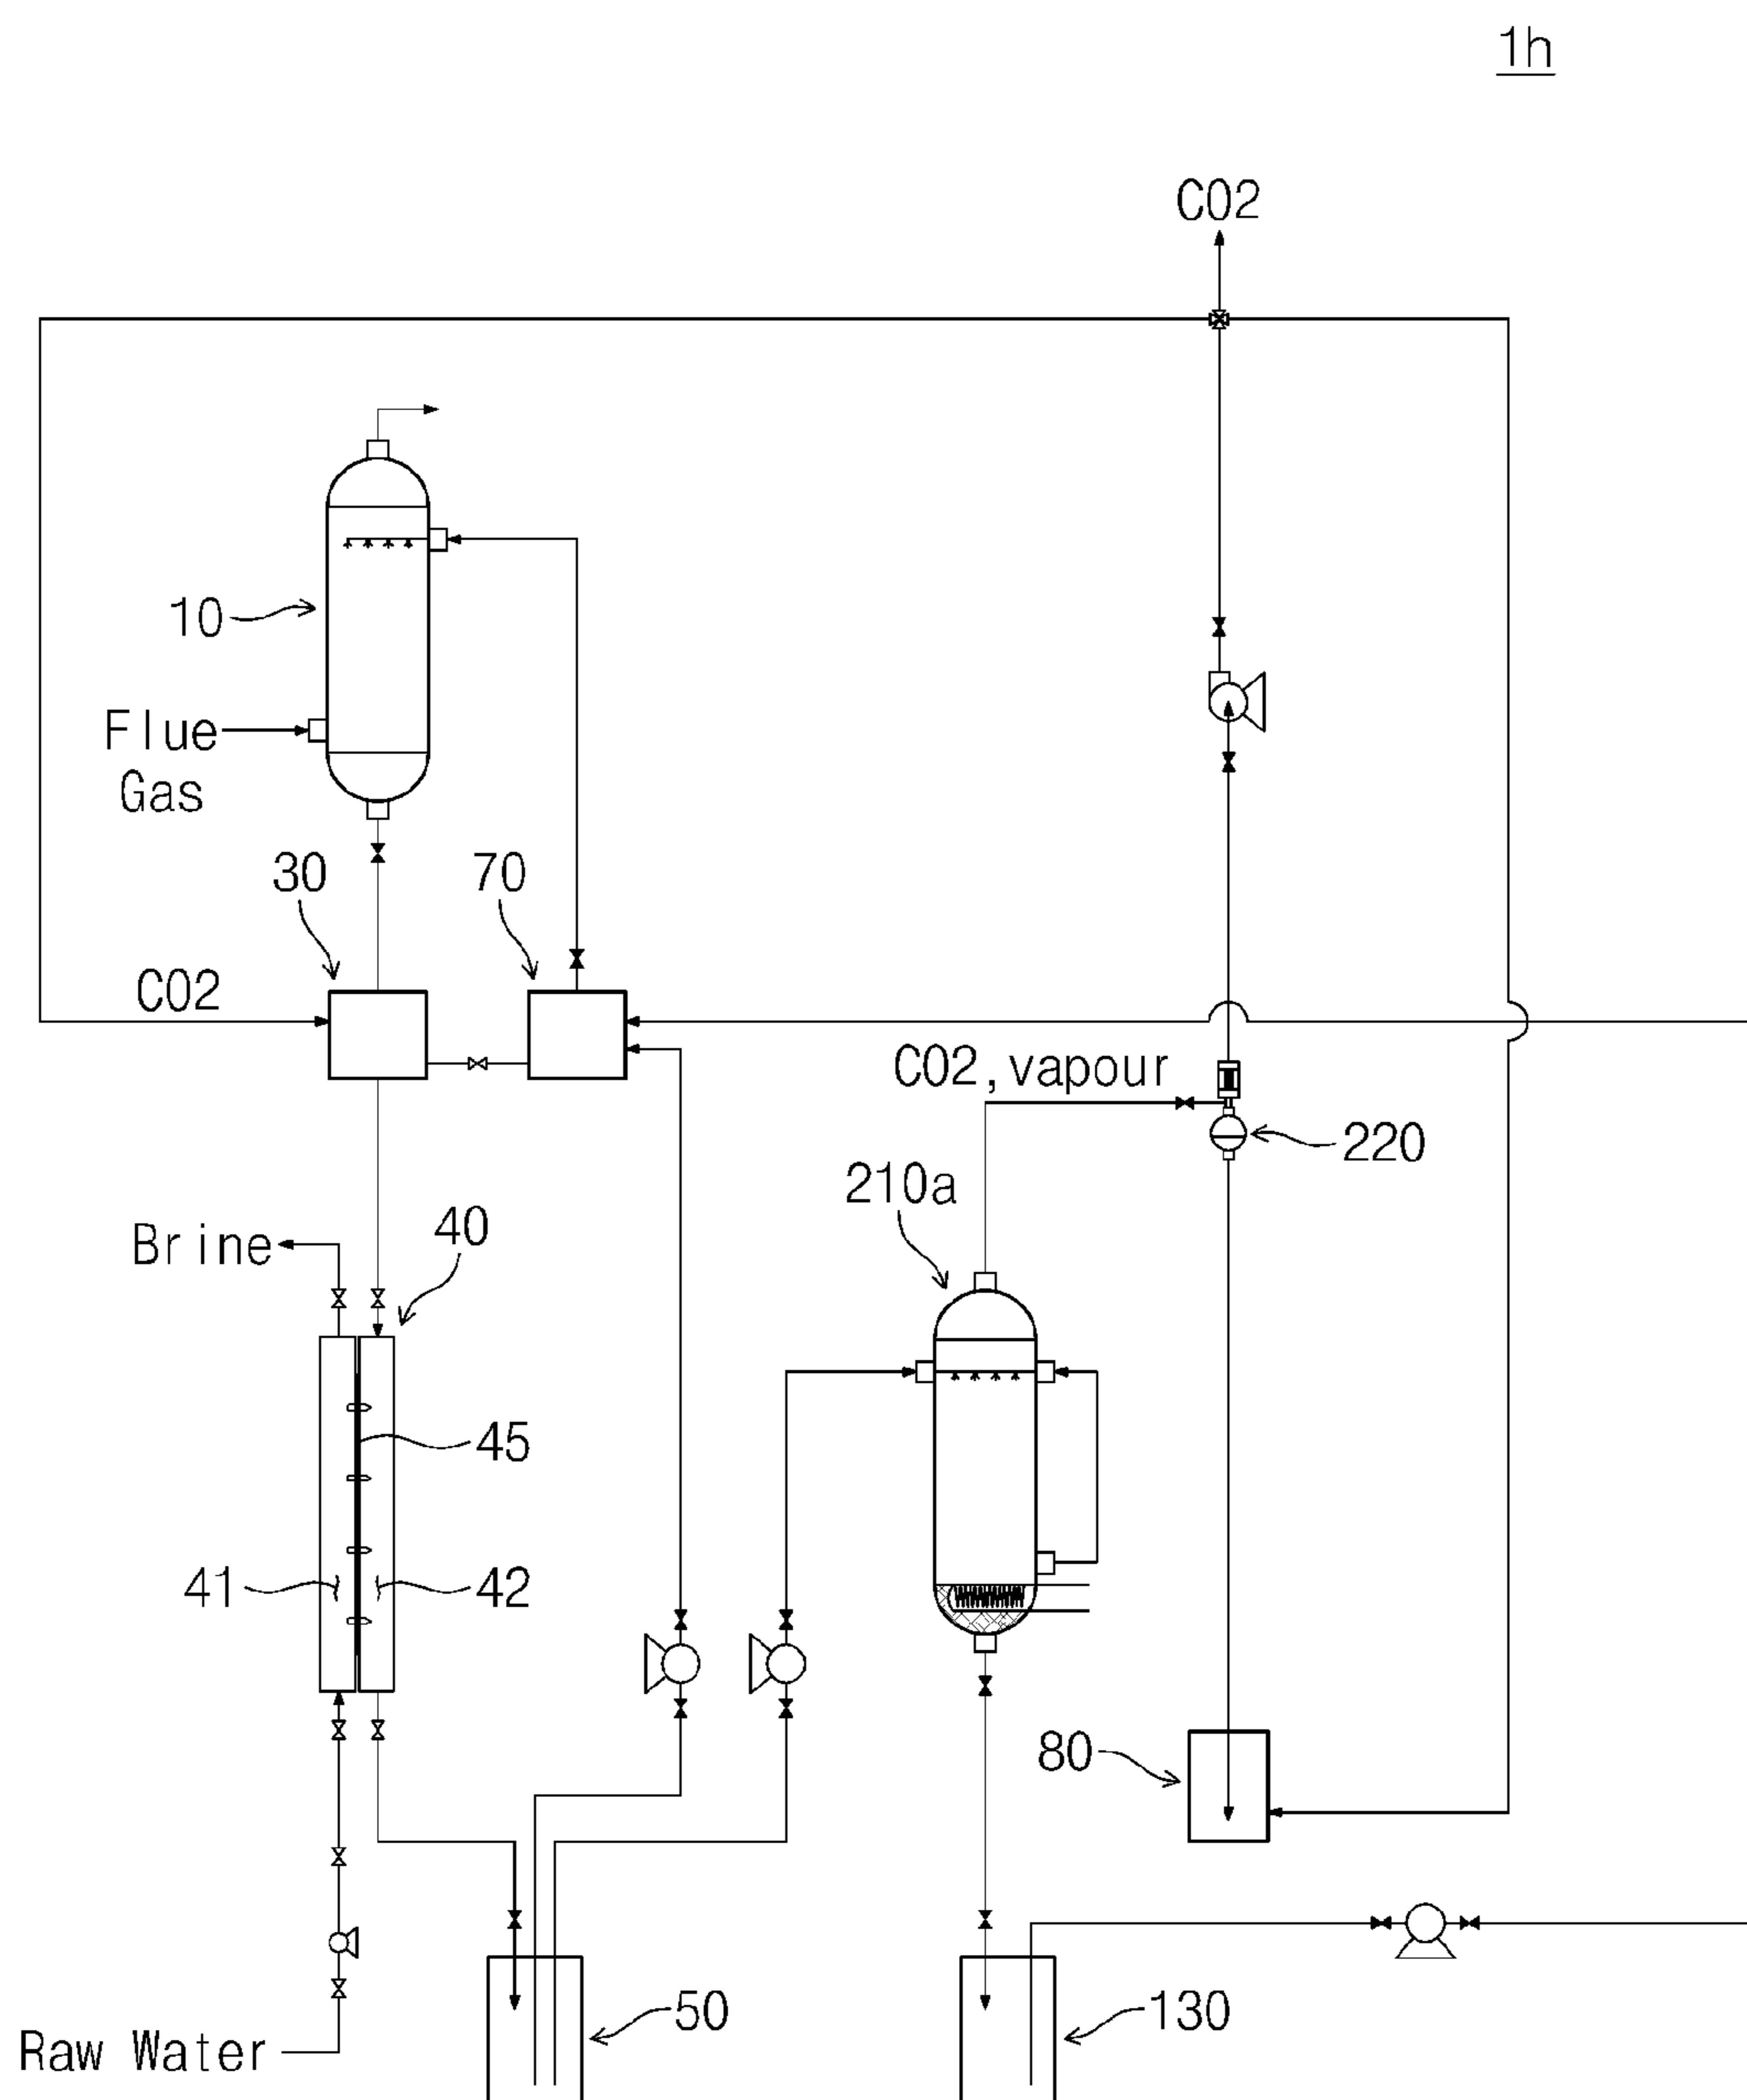 1h
CO2
10
Flue
Gas
30
70
CO2
CO2, vapour
220
210a
Brine
40
45
41
42
80
50
130
Raw Water